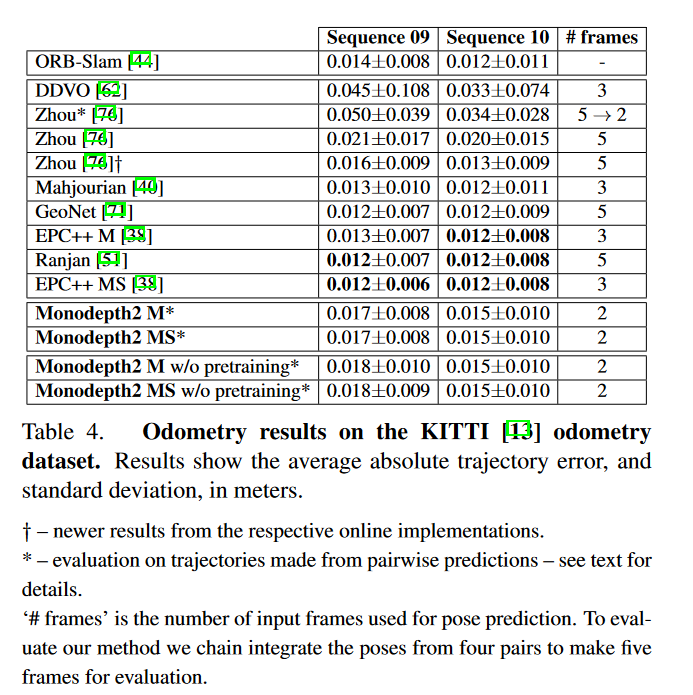 Sequence 09 Sequence 10 # frames
ORB-Slam [44] 0.014±0.008 0.012±0.011 -
DDVO [62] 0.045±0.108 0.033±0.074 3
Zhou* [76] 0.050±0.039 0.034±0.028 5 → 2
Zhou [76] 0.021±0.017 0.020±0.015 5
Zhou [76]† 0.016±0.009 0.013±0.009 5
Mahjourian [40] 0.013±0.010 0.012±0.011 3
GeoNet [71] 0.012±0.007 0.012±0.009 5
EPC++ M [38] 0.013±0.007 0.012±0.008 3
Ranjan [51] 0.012±0.007 0.012±0.008 5
EPC++ MS [38] 0.012±0.006 0.012±0.008 3
Monodepth2 M* 0.017±0.008 0.015±0.010 2
Monodepth2 MS* 0.017±0.008 0.015±0.010 2
Monodepth2 M w/o pretraining* 0.018±0.010 0.015±0.010 2
Monodepth2 MS w/o pretraining* 0.018±0.009 0.015±0.010 2
Table 4. Odometry results on the KITTI [13] odometry
dataset. Results show the average absolute trajectory error, and
standard deviation, in meters.
† – newer results from the respective online implementations.
* – evaluation on trajectories made from pairwise predictions – see text for
details.
‘# frames’ is the number of input frames used for pose prediction. To eval-
uate our method we chain integrate the poses from four pairs to make five
frames for evaluation.